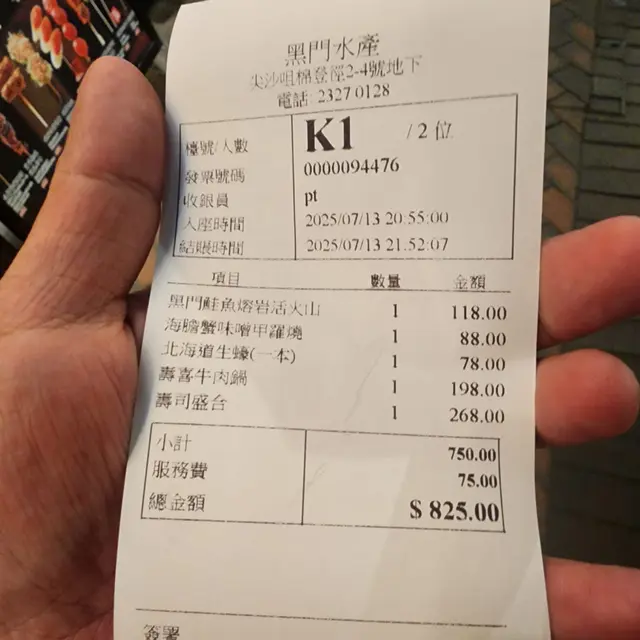 黑門水產
尖沙咀棉登徑2-4號地下
電話: 2327 0128
檯號/人數 K1 / 2 位
發票號碼 0000094476
收銀員 pt
入座時間 2025/07/13 20:55:00
結賬時間 2025/07/13 21:52:07
項目 數量 金額
黑門鮭魚熔岩活火山 1 118.00
海膽蟹味噌甲羅燒 1 88.00
北海道生蠔(一本) 1 78.00
壽喜牛肉鍋 1 198.00
壽司盛台 1 268.00
小計 750.00
服務費 75.00
總金額 $ 825.00
簽署